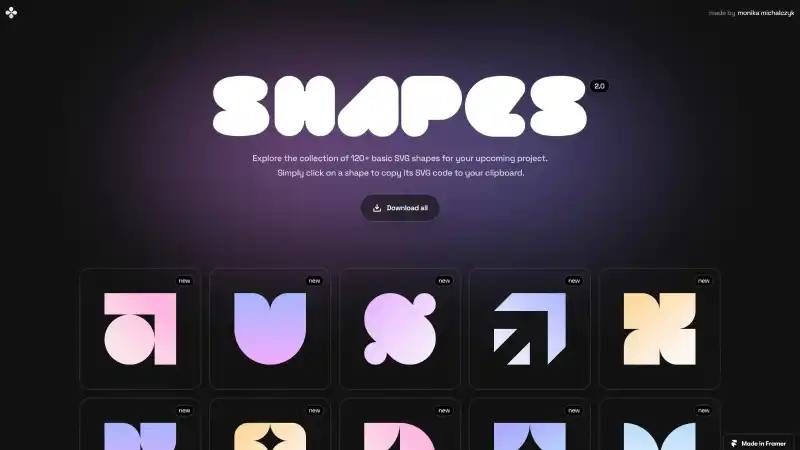 made by monika michalczyk
SHAPES
2.0
Explore the collection of 120+ basic SVG shapes for your upcoming project.
Simply click on a shape to copy its SVG code to your clipboard.
Download all
new
new
new
new
new
new
new
new
new
new
Made in Framer